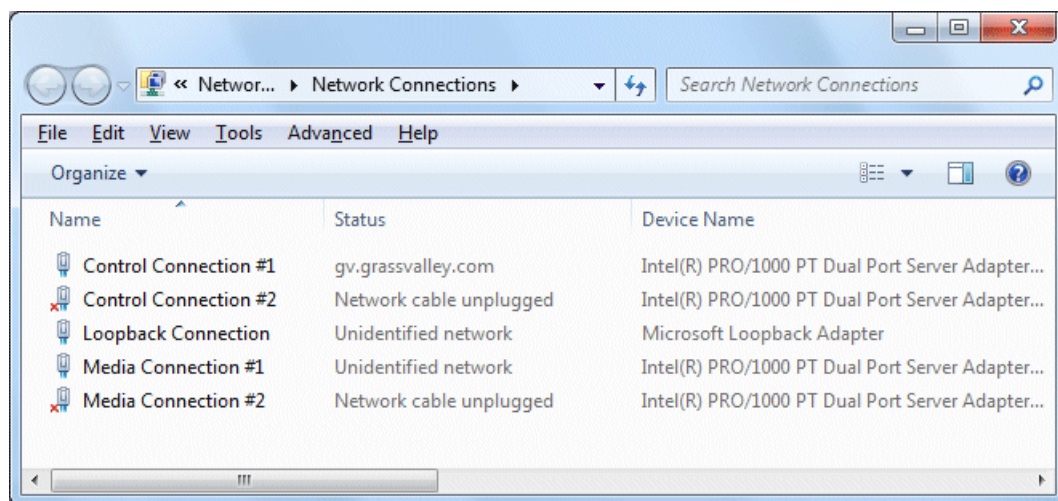 « Networ... ▸ Network Connections ▸ Search Network Connections
File Edit View Tools Advanced Help
Organize
Name Status Device Name
Control Connection #1 gv.grassvalley.com Intel(R) PRO/1000 PT Dual Port Server Adapter...
Control Connection #2 Network cable unplugged Intel(R) PRO/1000 PT Dual Port Server Adapter...
Loopback Connection Unidentified network Microsoft Loopback Adapter
Media Connection #1 Unidentified network Intel(R) PRO/1000 PT Dual Port Server Adapter...
Media Connection #2 Network cable unplugged Intel(R) PRO/1000 PT Dual Port Server Adapter...